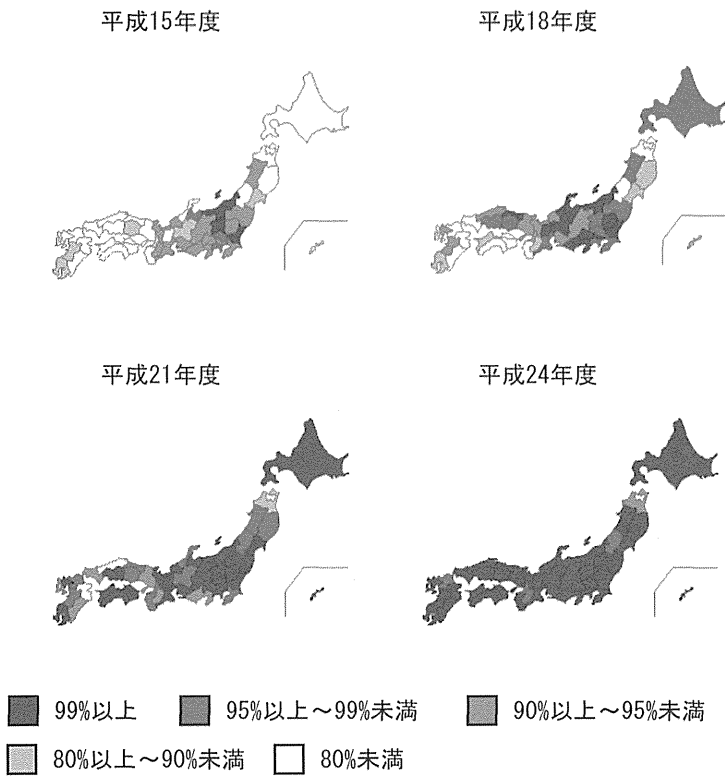 平成15年度
平成18年度
平成21年度
平成24年度
99%以上
95%以上～99%未満
90%以上～95%未満
80%以上～90%未満
80%未満